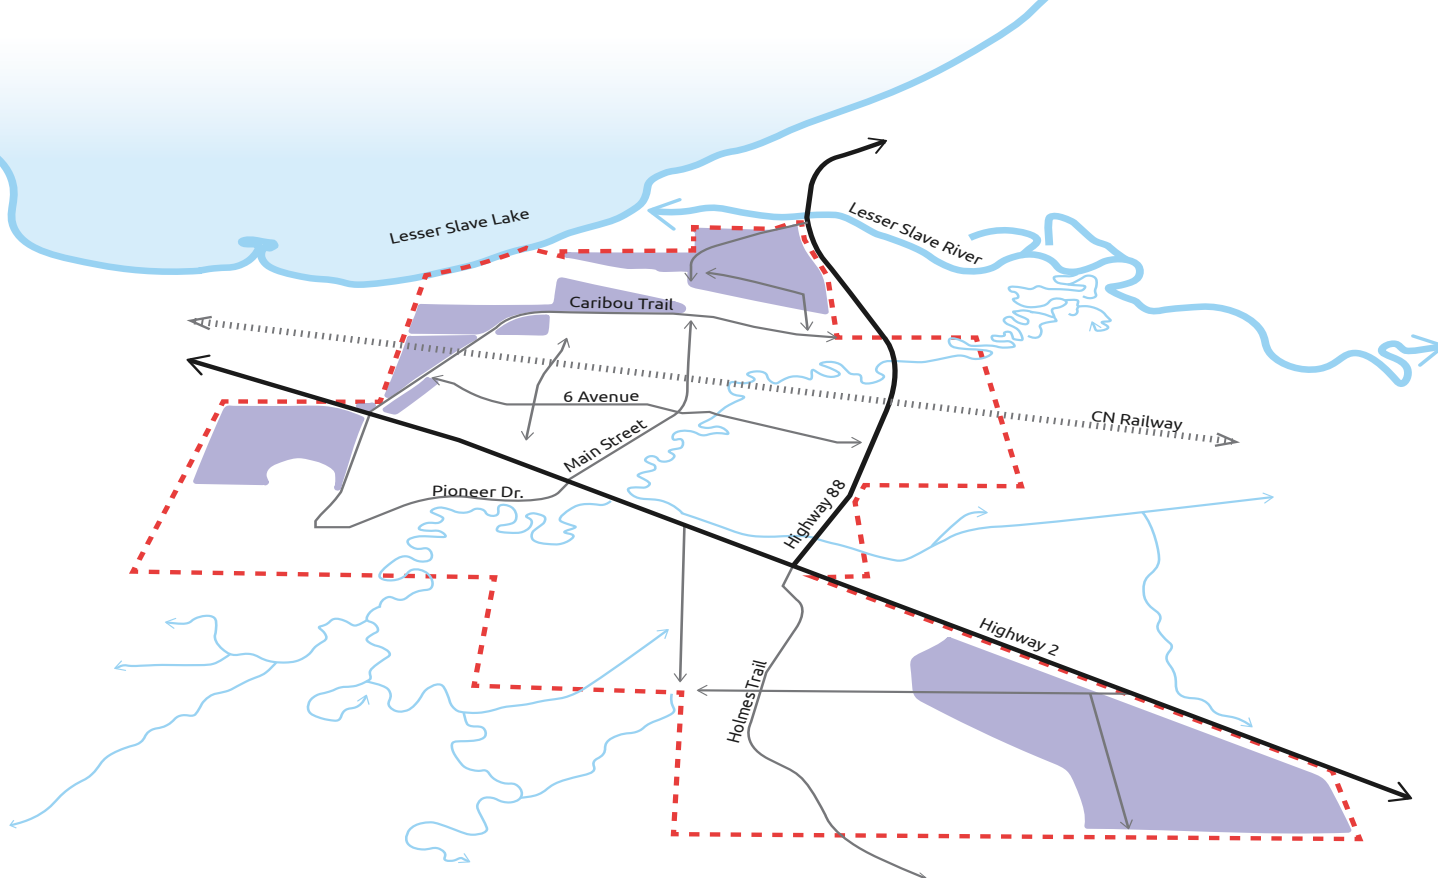 Lesser Slave Lake
Lesser Slave River
Caribou Trail
6 Avenue
CN Railway
Main Street
Pioneer Dr.
Highway 88
Highway 2
Holmes Trail